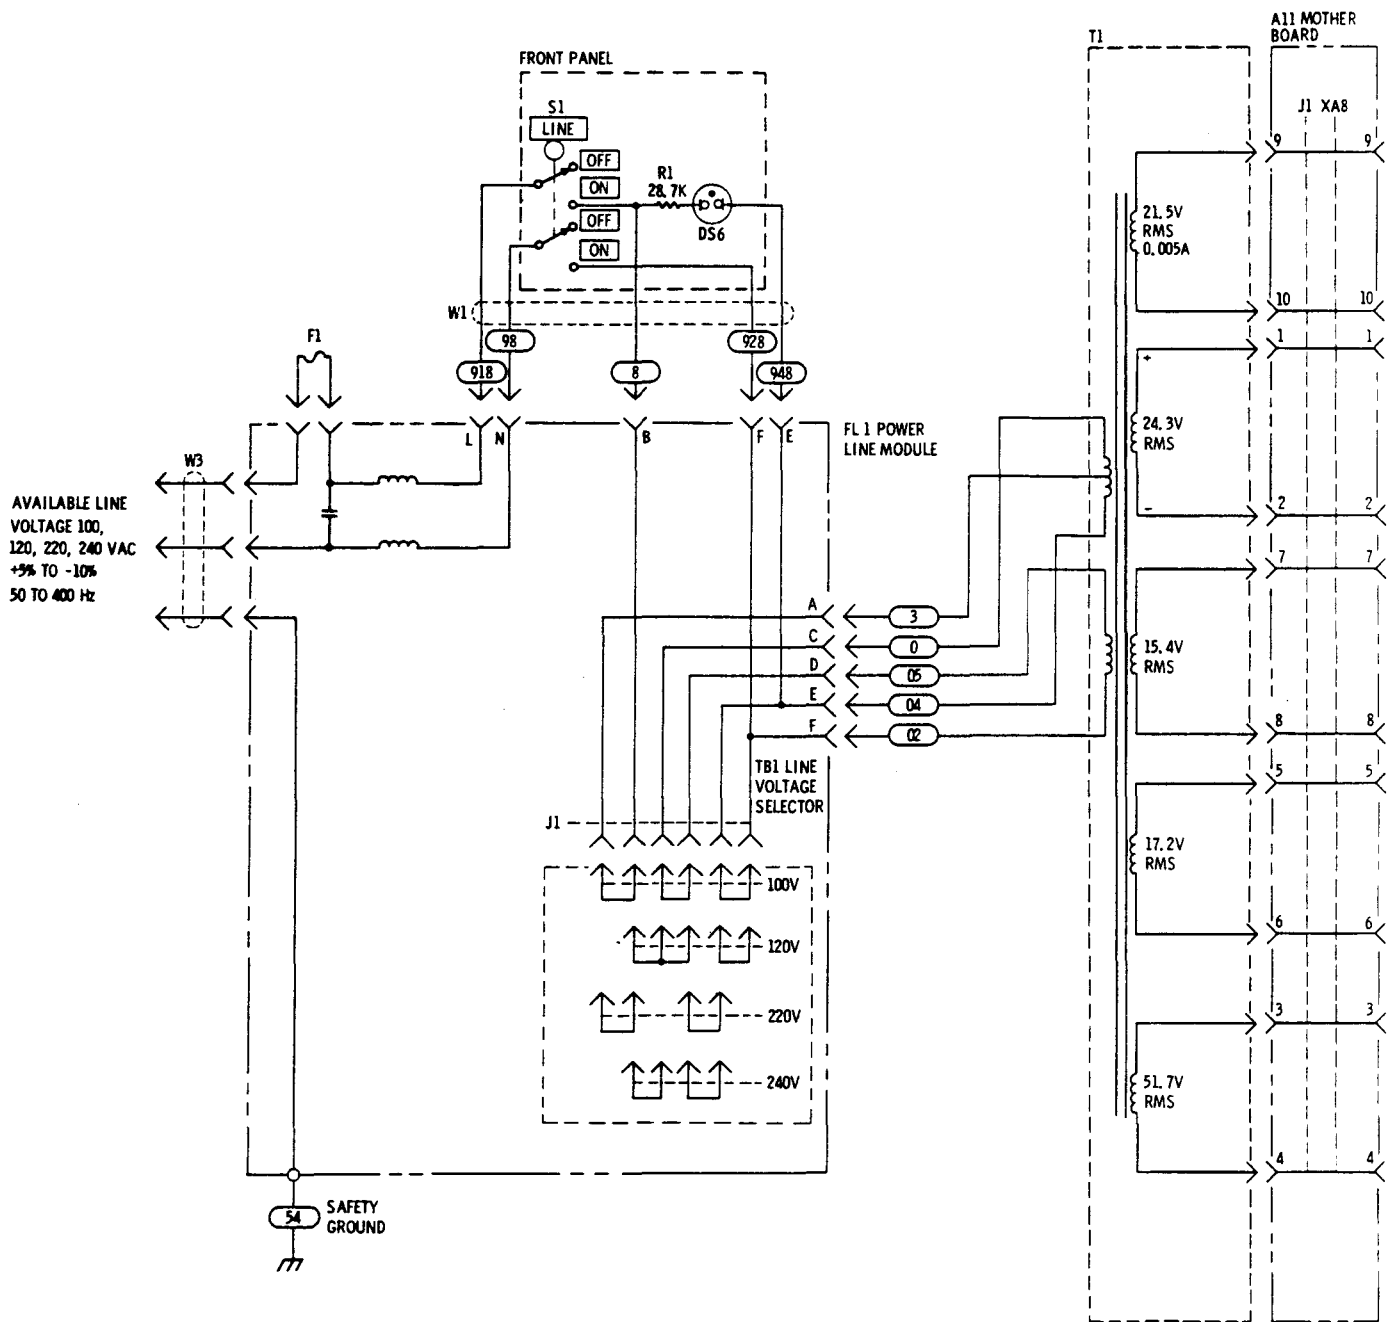 A11 MOTHER
BOARD
T1
FRONT PANEL
J1 XA8
S1
LINE
OFF
ON
OFF
ON
R1
28.7K
DS6
9
9
21.5V
RMS
0.005A
10
10
W1
98
928
918
8
948
F1
1
1
+
24.3V
RMS
-
2
2
L
N
B
F
E
FL 1 POWER
LINE MODULE
W3
AVAILABLE LINE
VOLTAGE 100,
120, 220, 240 VAC
+5% TO -10%
50 TO 400 Hz
7
7
15.4V
RMS
8
8
A
3
C
0
D
05
E
04
F
02
TB1 LINE
VOLTAGE
SELECTOR
J1
5
5
17.2V
RMS
6
6
100V
120V
220V
240V
3
3
51.7V
RMS
4
4
54
SAFETY
GROUND